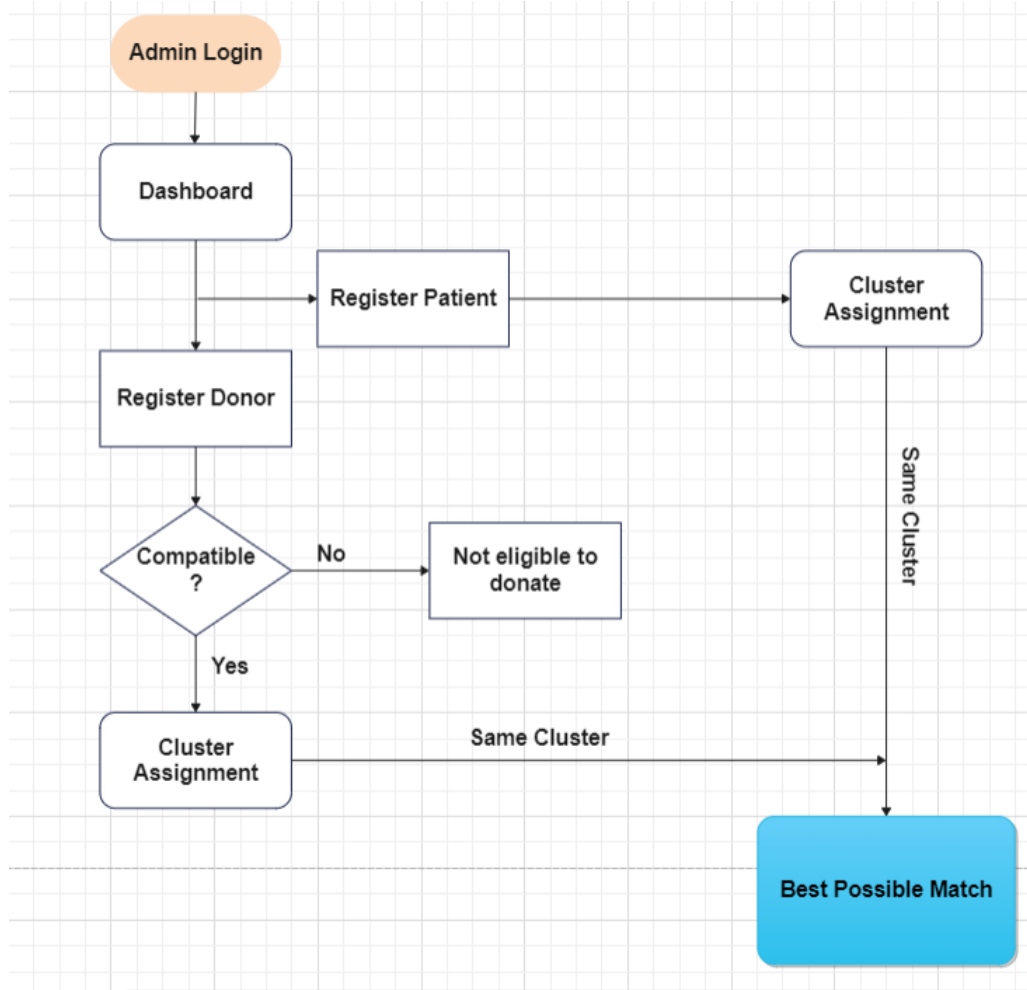 Admin Login
Dashboard
Register Patient
Cluster
Assignment
Register Donor
Same Cluster
Compatible
?
No
Not eligible to
donate
Yes
Cluster
Assignment
Same Cluster
Best Possible Match